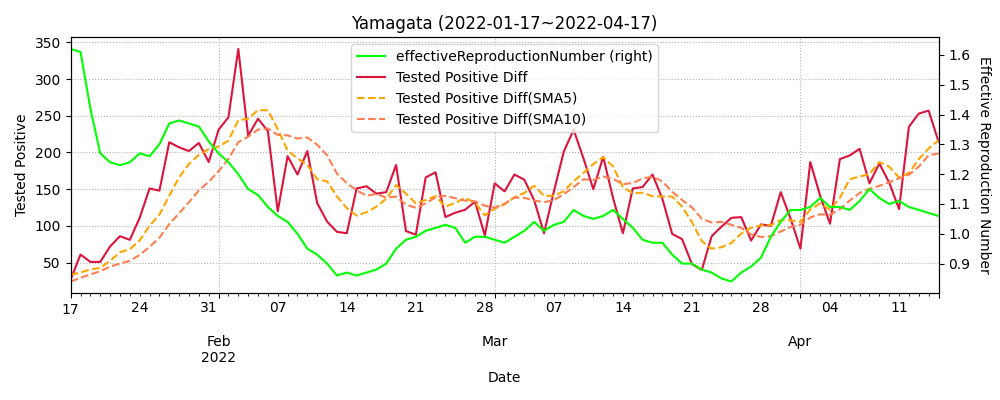 Yamagata (2022-01-17~2022-04-17)
effectiveReproductionNumber (right)
Tested Positive Diff
Tested Positive Diff(SMA5)
Tested Positive Diff(SMA10)
Tested Positive
350
300
250
200
150
100
50
1.6
1.5
1.4
1.3
1.2
1.1
1.0
0.9
Effective Reproduction Number
17 24 31 07 14 21 28 07 14 21 28 04 11
Feb Mar Apr
2022
Date